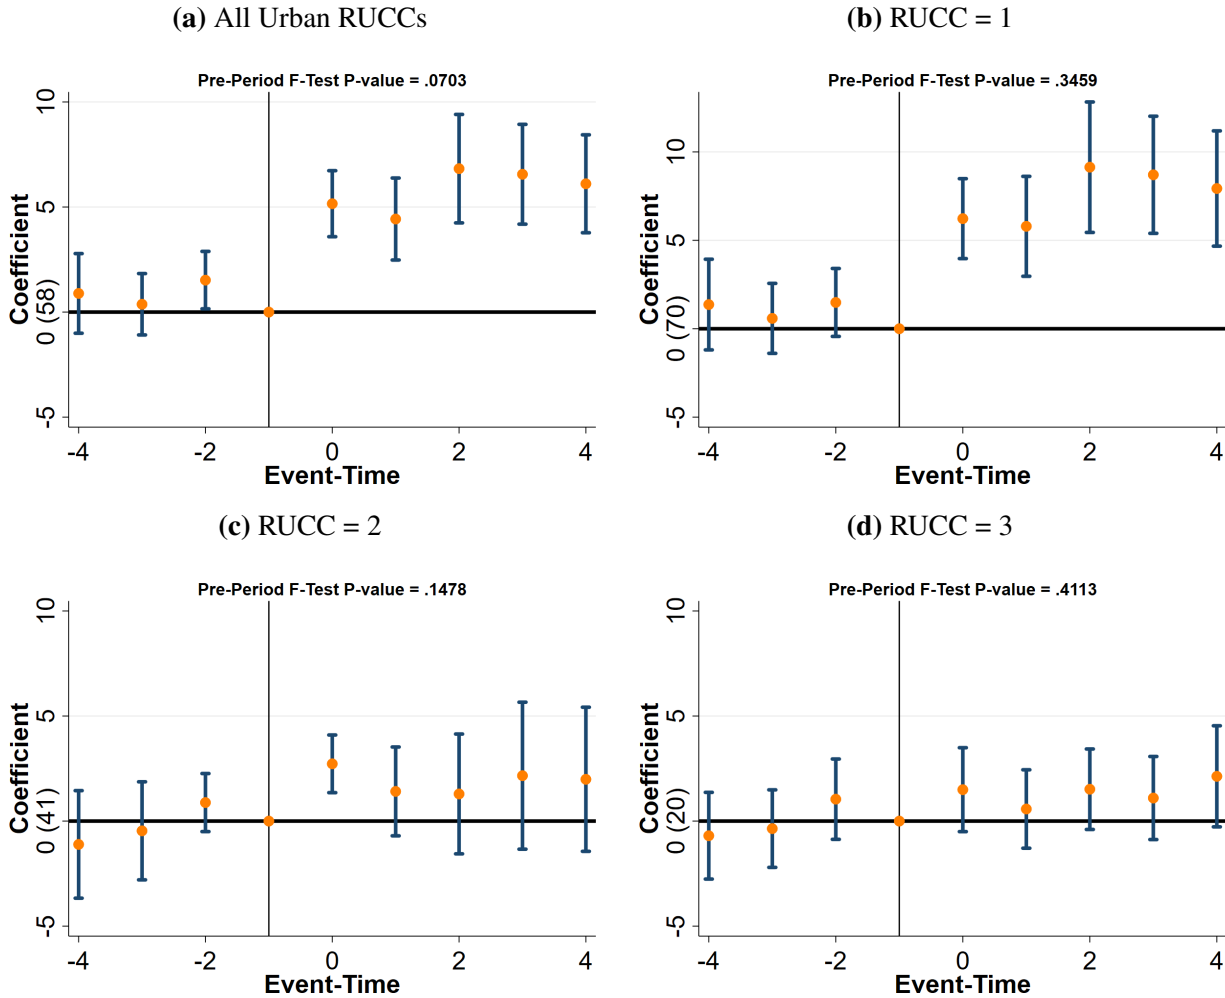 (a) All Urban RUCCs
Pre-Period F-Test P-value = .0703
Coefficient
10
5
0 (58)
-5
-4 -2 0 2 4
Event-Time
(b) RUCC = 1
Pre-Period F-Test P-value = .3459
Coefficient
10
5
0 (70)
-5
-4 -2 0 2 4
Event-Time
(c) RUCC = 2
Pre-Period F-Test P-value = .1478
Coefficient
10
5
0 (41)
-5
-4 -2 0 2 4
Event-Time
(d) RUCC = 3
Pre-Period F-Test P-value = .4113
Coefficient
10
5
0 (20)
-5
-4 -2 0 2 4
Event-Time